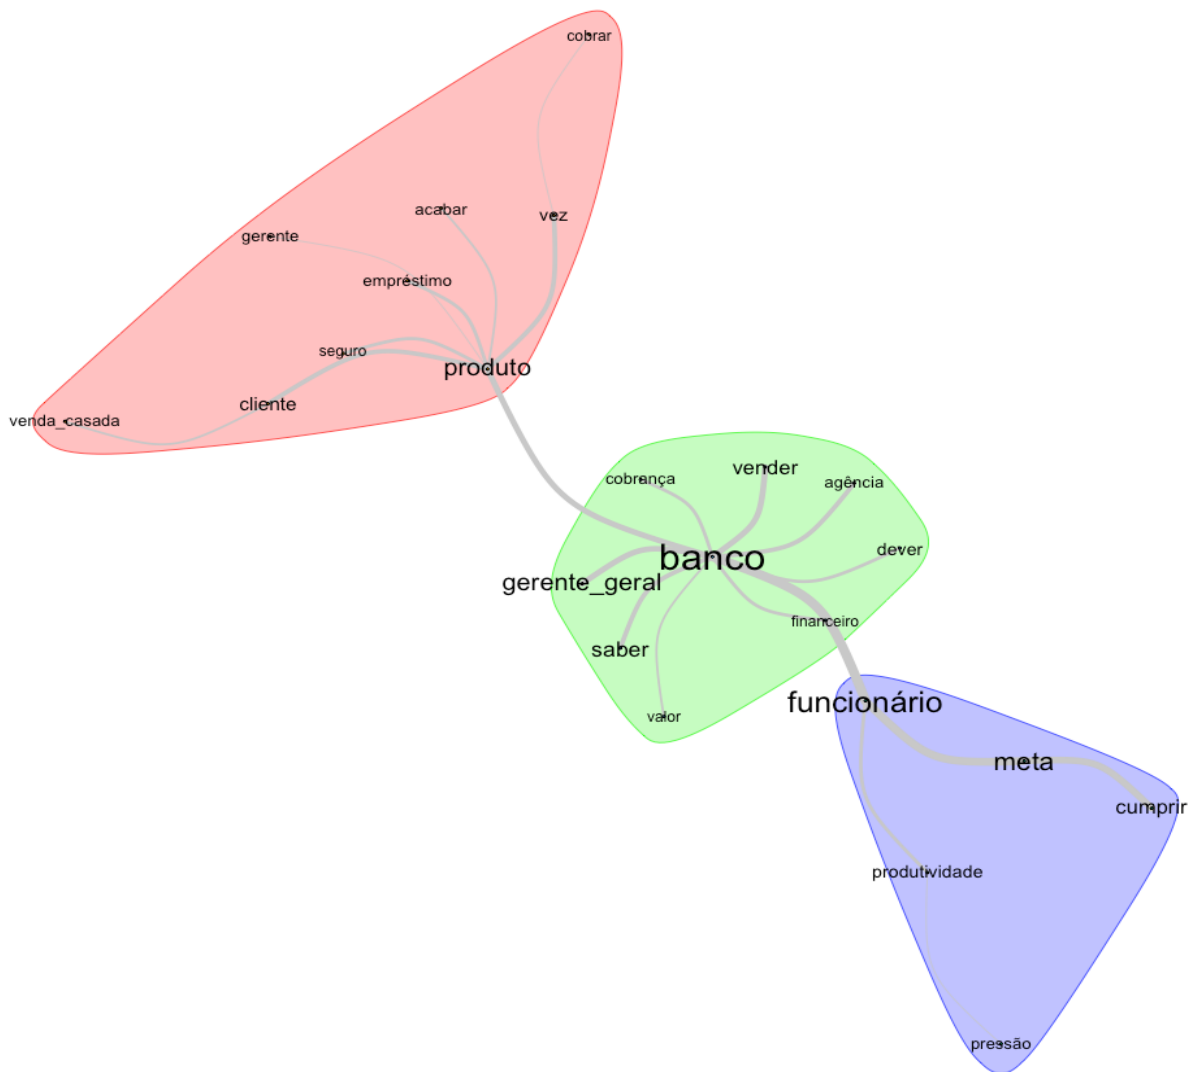 cobrar
acabar
vez
gerente
empréstimo
seguro
produto
cliente
venda_casada
vender
cobrança
agência
dever
banco
gerente_geral
financeiro
saber
funcionário
valor
meta
cumprir
produtividade
pressão